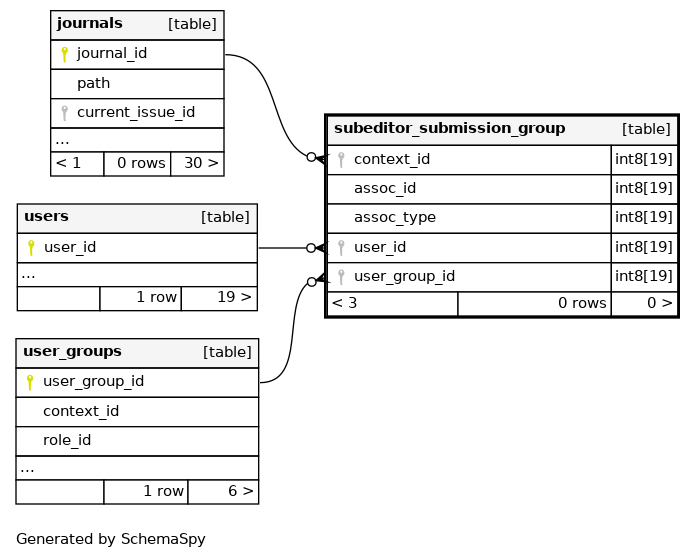 journals [table]
journal_id
path
current_issue_id
...
< 1 0 rows 30 >
users [table]
user_id
...
1 row 19 >
user_groups [table]
user_group_id
context_id
role_id
...
1 row 6 >
subeditor_submission_group [table]
context_id int8[19]
assoc_id int8[19]
assoc_type int8[19]
user_id int8[19]
user_group_id int8[19]
< 3 0 rows 0 >
Generated by SchemaSpy